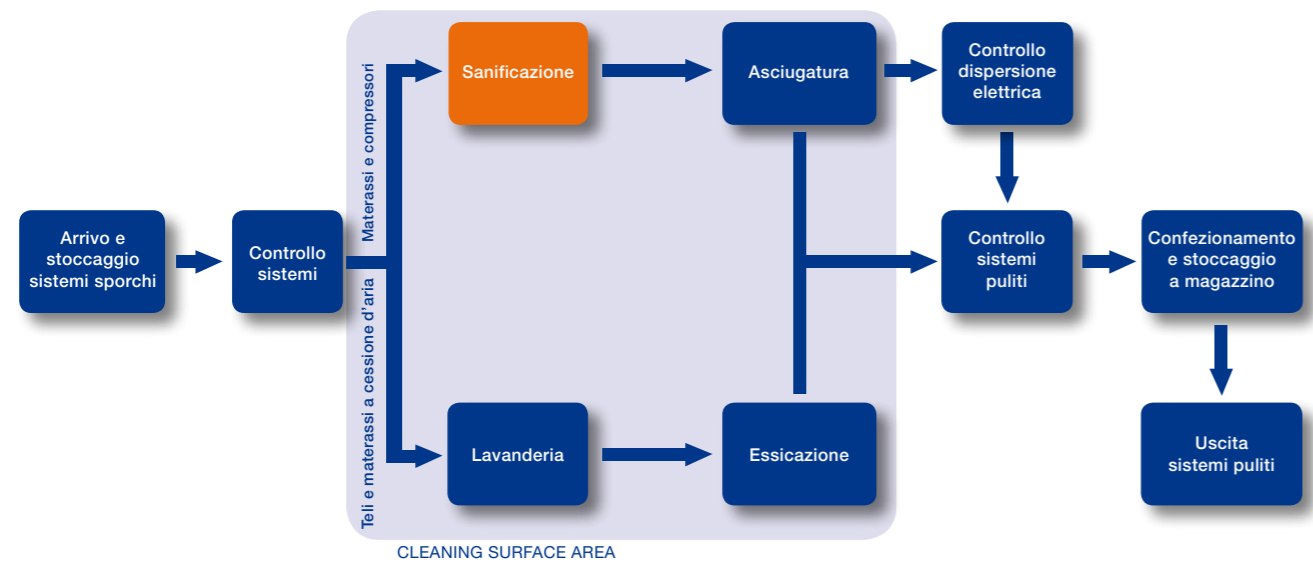 Materassi e compressori
Sanificazione
Asciugatura
Controllo
dispersione
elettrica
Arrivo e
stoccaggio
sistemi sporchi
Controllo
sistemi
Controllo
sistemi
puliti
Confezionamento
e stoccaggio
a magazzino
Teli e materassi a cessione d'aria
Lavanderia
Essicazione
Uscita
sistemi puliti
CLEANING SURFACE AREA